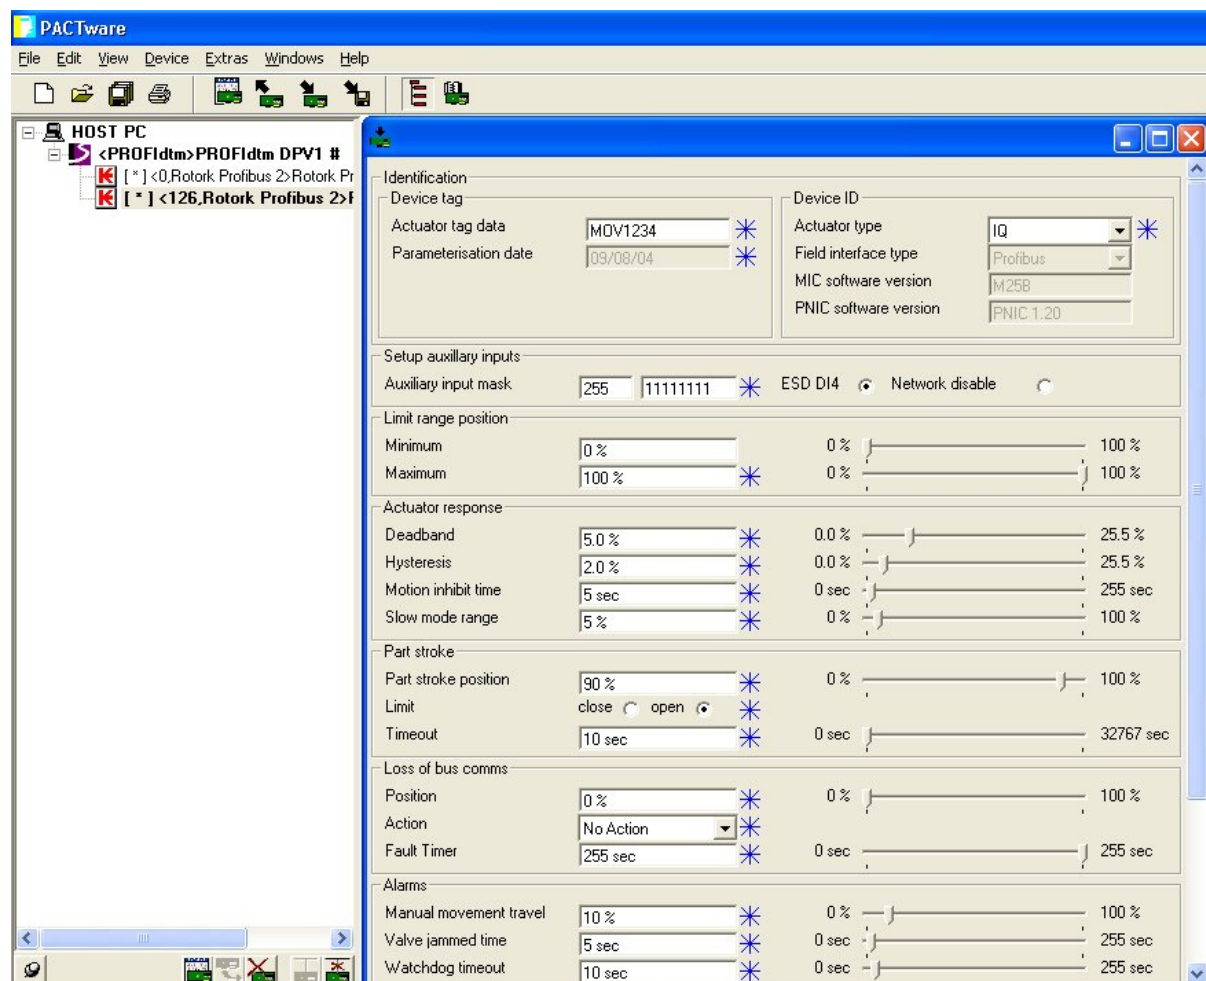 PACTware
File Edit View Device Extras Windows Help
HOST PC
<PROFIdtm>PROFIdtm DPV1 #
[ * ] <0,Rotork Profibus 2>Rotork Pr
[ * ] <126,Rotork Profibus 2>F
Identification
Device tag
Actuator tag data MOV1234
Parameterisation date 09/08/04
Device ID
Actuator type IQ
Field interface type Profibus
MIC software version M25B
PNIC software version PNIC 1.20
Setup auxillary inputs
Auxiliary input mask 255 11111111 ESD DI4 Network disable
Limit range position
Minimum 0 % 0 % 100 %
Maximum 100 % 0 % 100 %
Actuator response
Deadband 5.0 % 0.0 % 25.5 %
Hysteresis 2.0 % 0.0 % 25.5 %
Motion inhibit time 5 sec 0 sec 255 sec
Slow mode range 5 % 0 % 100 %
Part stroke
Part stroke position 90 % 0 % 100 %
Limit close open
Timeout 10 sec 0 sec 32767 sec
Loss of bus comms
Position 0 % 0 % 100 %
Action No Action
Fault Timer 255 sec 0 sec 255 sec
Alarms
Manual movement travel 10 % 0 % 100 %
Valve jammed time 5 sec 0 sec 255 sec
Watchdog timeout 10 sec 0 sec 255 sec